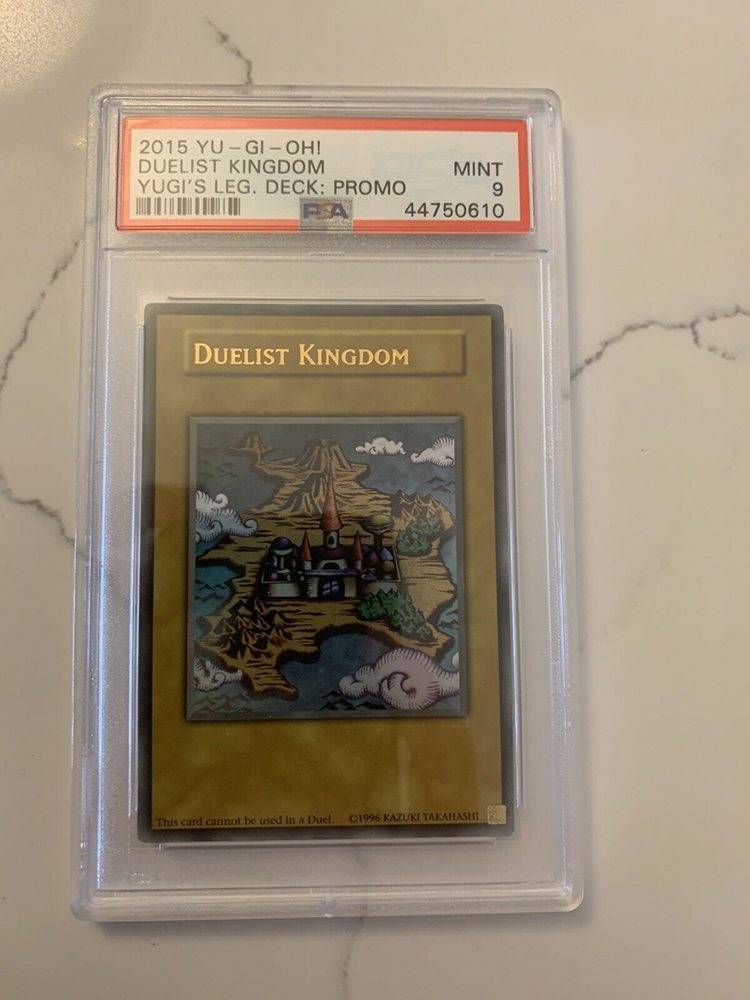 2015 YU-GI-OH!
DUELIST KINGDOM MINT
YUGI'S LEG. DECK: PROMO 9
PSA 44750610
DUELIST KINGDOM
This card cannot be used in a Duel. ©1996 KAZUKI TAKAHASHI